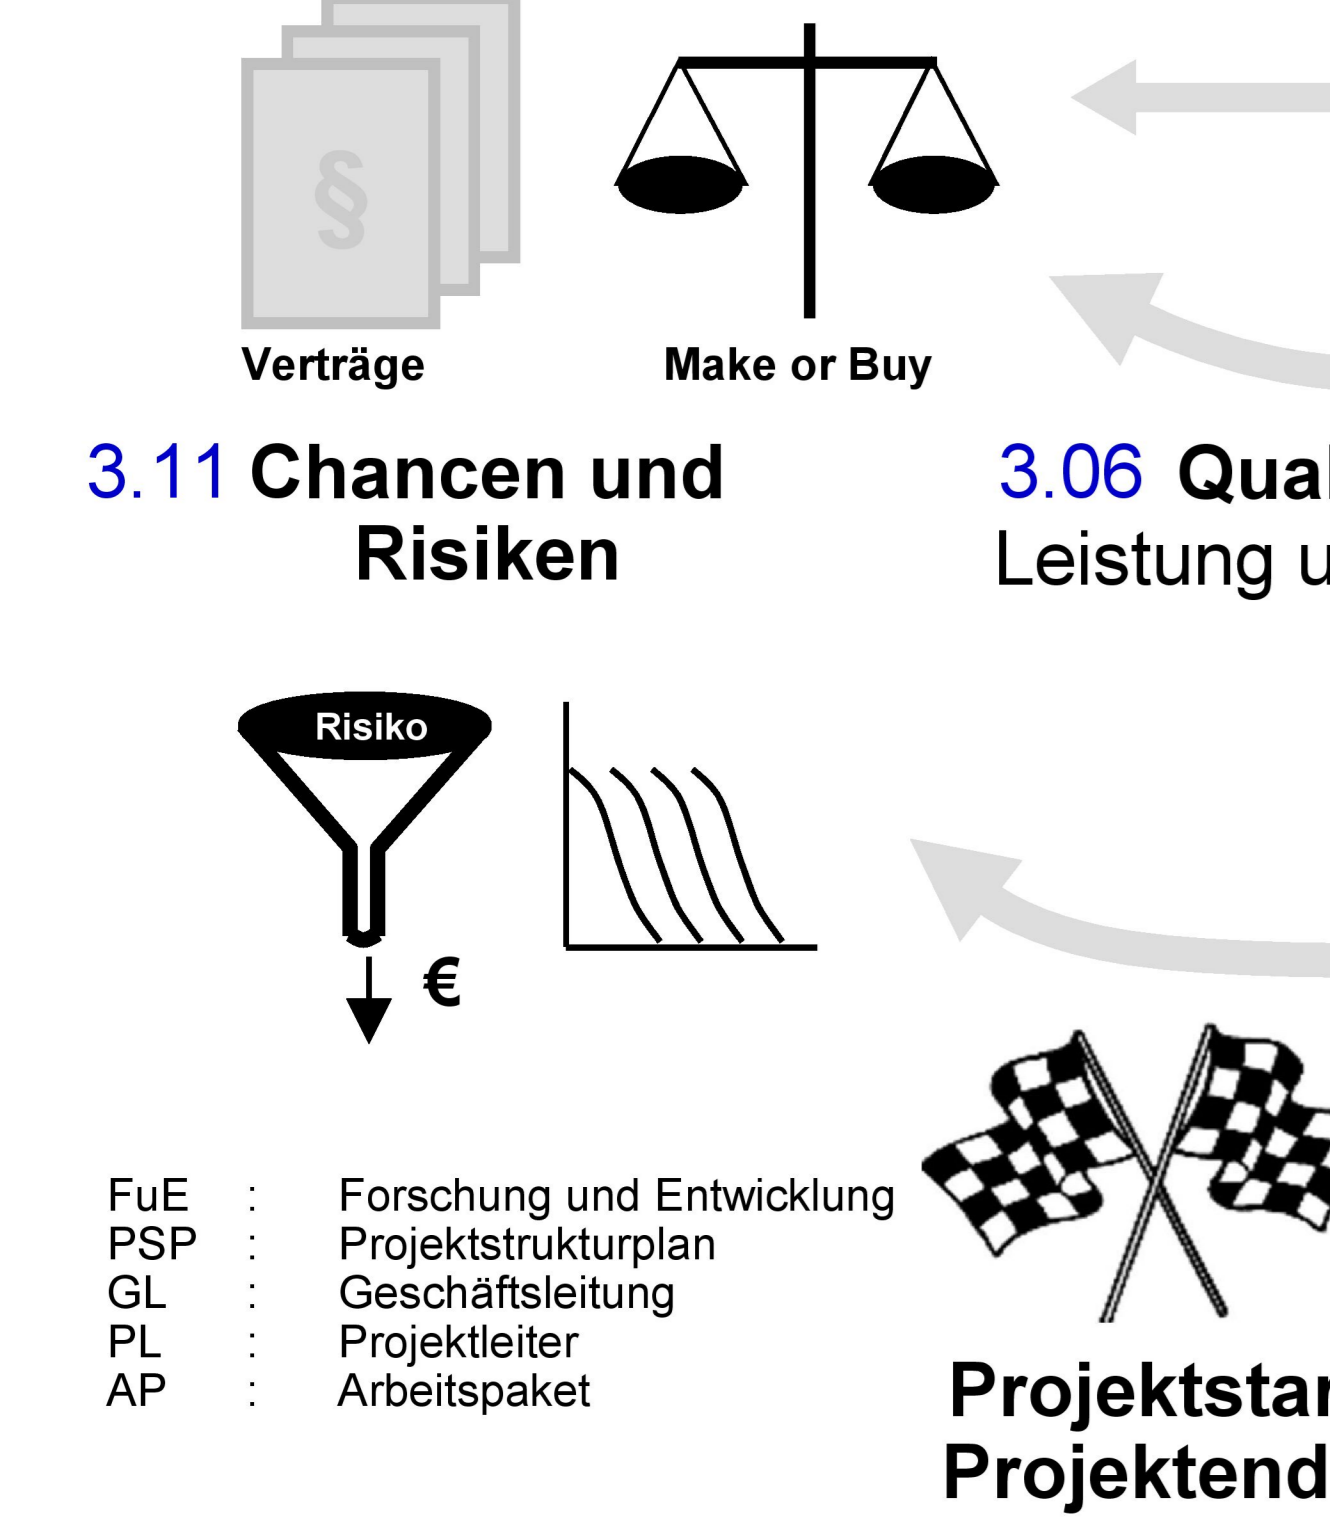 §
Verträge
Make or Buy
3.11 Chancen und
Risiken
3.06
Leistung
Risiko
€
FuE : Forschung und Entwicklung
PSP : Projektstrukturplan
GL : Geschäftsleitung
PL : Projektleiter
AP : Arbeitspaket